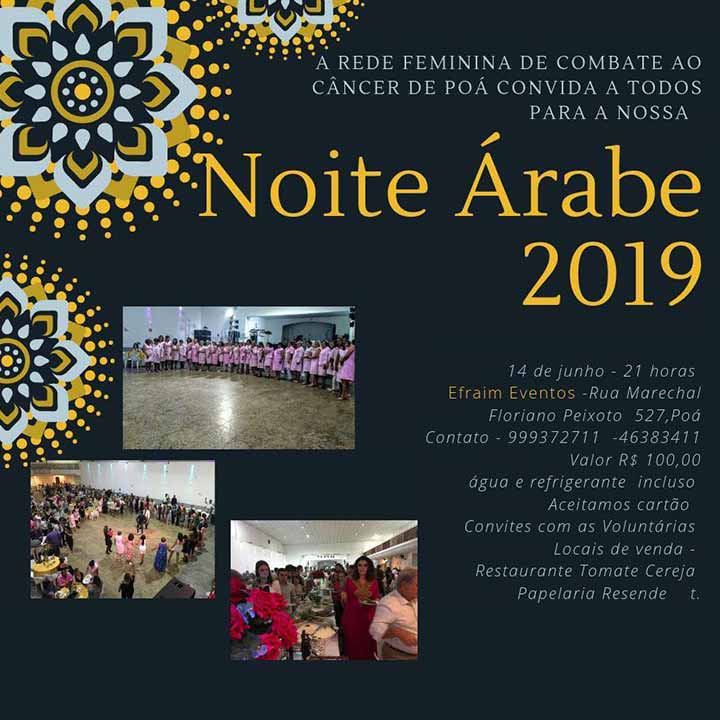 A REDE FEMININA DE COMBATE AO
CÂNCER DE POÁ CONVIDA A TODOS
PARA A NOSSA
Noite Árabe
2019
14 de junho - 21 horas
Efraim Eventos -Rua Marechal
Floriano Peixoto 527,Poá
Contato - 999372711 -46383411
Valor R$ 100,00
água e refrigerante incluso
Aceitamos cartão
Convites com as Voluntárias
Locais de venda -
Restaurante Tomate Cereja
Papelaria Resende t.